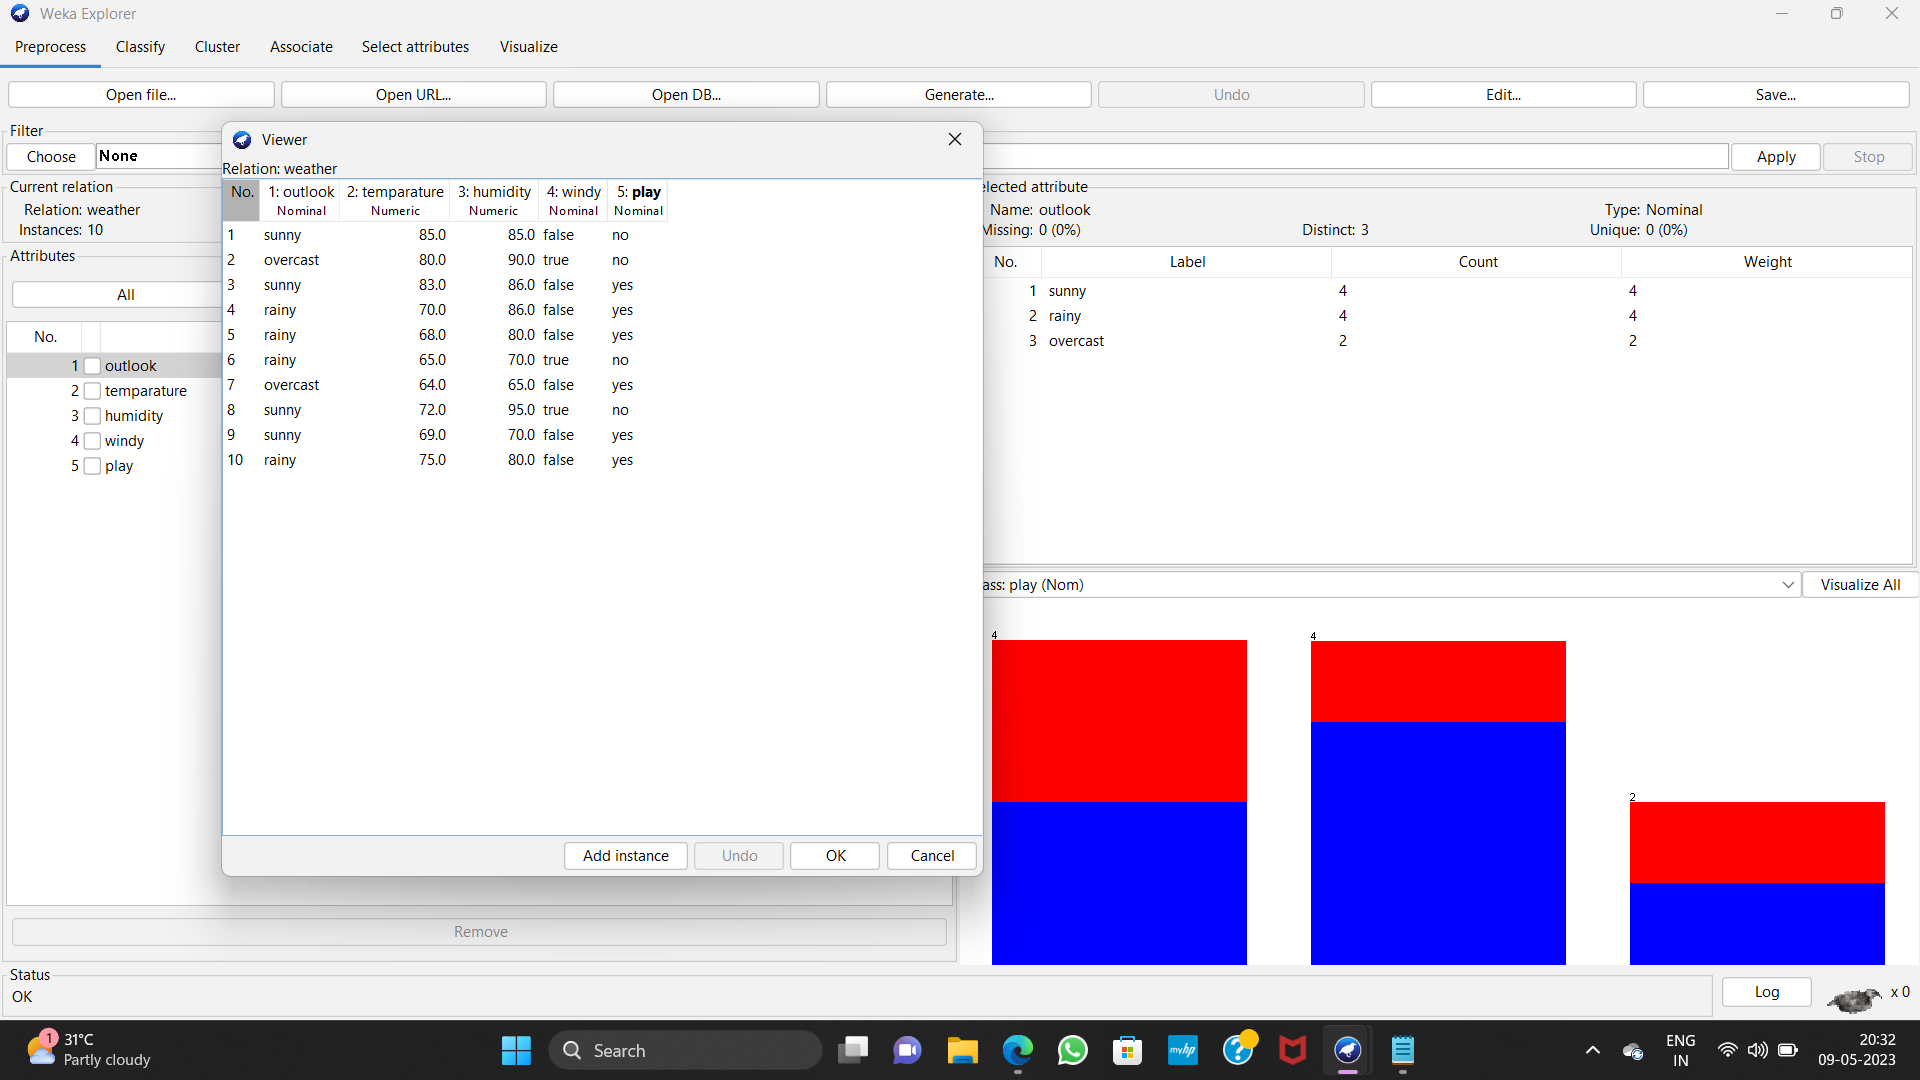 Weka Explorer
Preprocess Classify Cluster Associate Select attributes Visualize
Open file... Open URL... Open DB... Generate... Undo Edit... Save...
Filter
Choose None Apply Stop
Viewer
Relation: weather
No. 1: outlook 2: temparature 3: humidity 4: windy 5: play
Nominal Numeric Numeric Nominal Nominal
1 sunny 85.0 85.0 false no
2 overcast 80.0 90.0 true no
3 sunny 83.0 86.0 false yes
4 rainy 70.0 86.0 false yes
5 rainy 68.0 80.0 false yes
6 rainy 65.0 70.0 true no
7 overcast 64.0 65.0 false yes
8 sunny 72.0 95.0 true no
9 sunny 69.0 70.0 false yes
10 rainy 75.0 80.0 false yes
Add instance Undo OK Cancel
Current relation
Relation: weather
Instances: 10
Attributes
All
No.
1 outlook
2 temparature
3 humidity
4 windy
5 play
Remove
elected attribute
Name: outlook Type: Nominal
Missing: 0 (0%) Distinct: 3 Unique: 0 (0%)
No. Label Count Weight
1 sunny 4 4
2 rainy 4 4
3 overcast 2 2
ass: play (Nom) Visualize All
4 4 2
Status
OK
Log x 0
1 31°C
Partly cloudy
Search
myhp
ENG
IN
20:32
09-05-2023